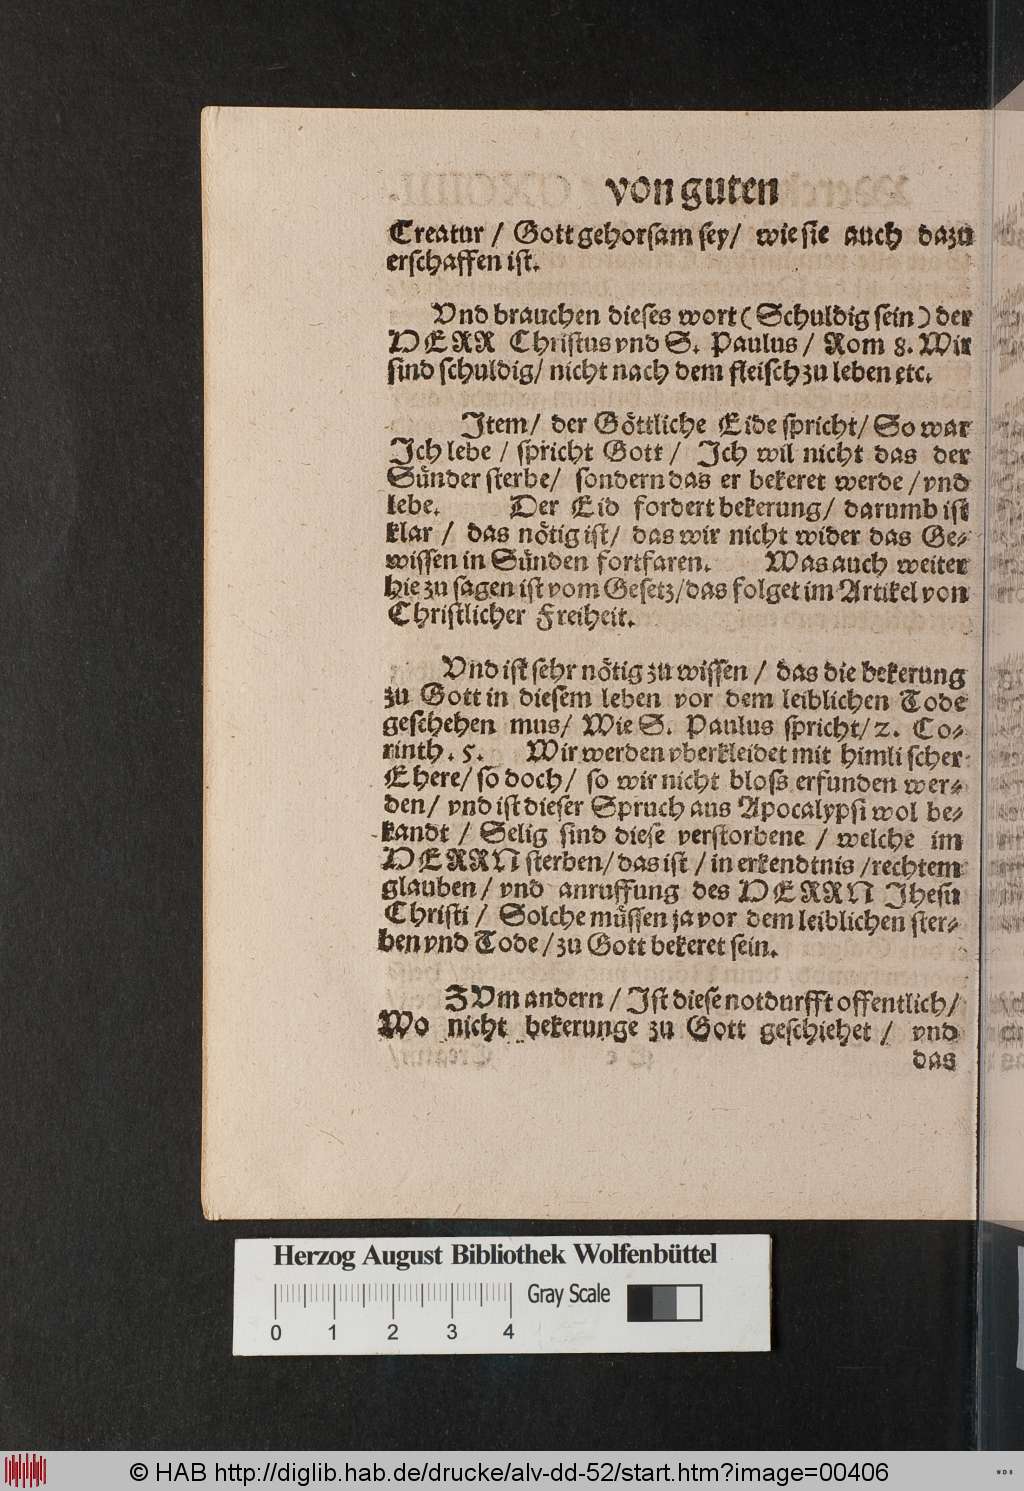 von guten
Creatur / Gott gehorsam sey / wie sie auch dazu
erschaffen ist.
Vnd brauchen dieses wort ( Schuldig sein ) der
HERR Christus vnd S. Paulus / Rom 8. Wir
sind schuldig / nicht nach dem fleisch zu leben etc.
Item / der Göttliche Eide spricht / So war
Ich lebe / spricht Gott / Ich wil nicht das der
Sünder sterbe / sondern das er bekeret werde / vnd
lebe. Der Eid fordert bekerung / darumb ist
klar / das nötig ist / das wir nicht wider das Ge-
wissen in Sünden fortfaren. Was auch weiter
hie zu sagen ist vom Gesetz / das folget im Artikel von
Christlicher Freiheit.
Vnd ist sehr nötig zu wissen / das die bekerung
zu Gott in diesem leben vor dem leiblichen Tode
geschehen mus / Wie S. Paulus spricht / 2. Co-
rinth. 5. Wir werden vberkleidet mit himlischer
Ehere / so doch / so wir nicht bloss erfunden wer-
den / vnd ist dieser Spruch aus Apocalypsi wol be-
kandt / Selig sind diese verstorbene / welche im
HERRN sterben / das ist / in erkendtnis / rechtem
glauben / vnd anruffung des HERRN Jhesu
Christi / Solche müssen ja vor dem leiblichen ster-
ben vnd Tode / zu Gott bekeret sein.
ZVm andern / Ist diese notdurfft offentlich /
Wo nicht bekerunge zu Gott geschiehet / vnd
das
Herzog August Bibliothek Wolfenbüttel
0 1 2 3 4
Gray Scale
© HAB http://diglib.hab.de/drucke/alv-dd-52/start.htm?image=00406